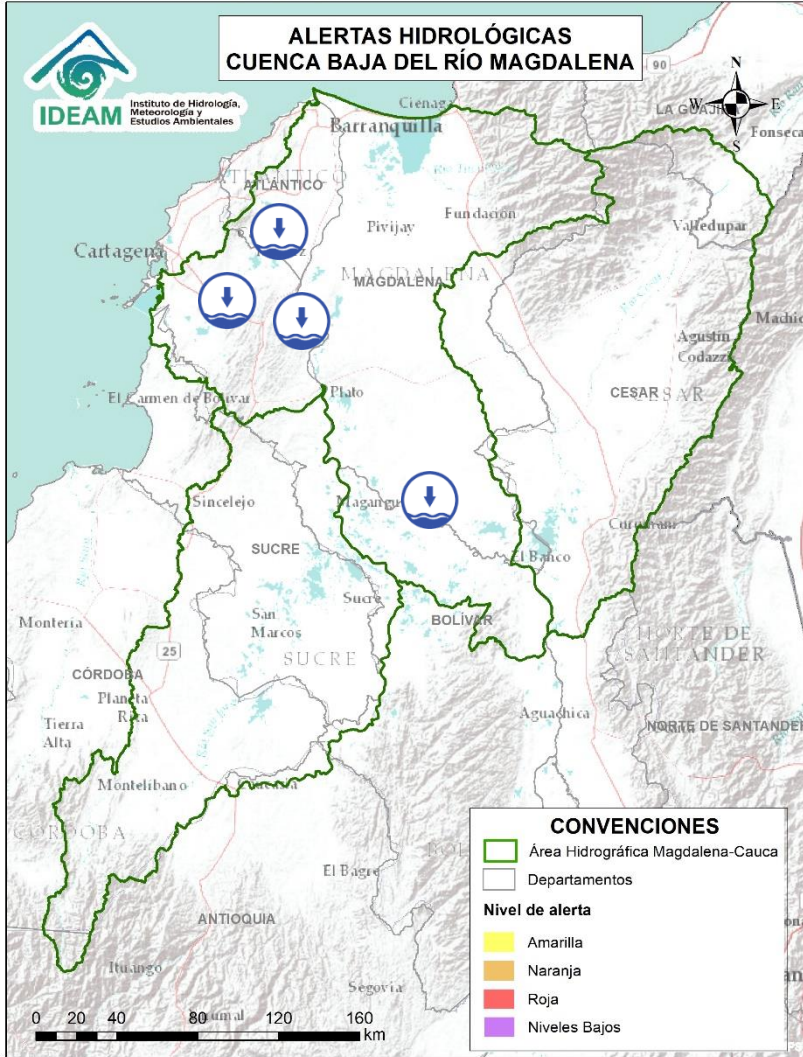 ALERTAS HIDROLÓGICAS
CUENCA BAJA DEL RÍO MAGDALENA
IDEAM
Instituto de Hidrología,
Meteorología y
Estudios Ambientales
N
W
E
S
90
LA GUAJIRA
Ciénaga
Barranquilla
Fonseca
ATLÁNTICO
ATLÁNTICO
Pivijay
Fundación
Valledupar
Cartagena
MAGDALENA
MAGDALENA
Agustín
Codazzi
CESAR
CESAR
El Carmen de Bolívar
Plato
Sincelejo
Magangué
SUCRE
El Banco
Sucre
Montería
San
Marcos
BOLÍVAR
NORTE DE
SANTANDER
25
SUCRE
CÓRDOBA
Planeta
Rica
Tierra
Alta
Aguachica
NORTE DE SANTANDER
Montelíbano
CÓRDOBA
El Bagre
ANTIOQUIA
Ituango
Segovia
0 20 40 80 120 160
km
CONVENCIONES
Área Hidrográfica Magdalena-Cauca
Departamentos
Nivel de alerta
Amarilla
Naranja
Roja
Niveles Bajos